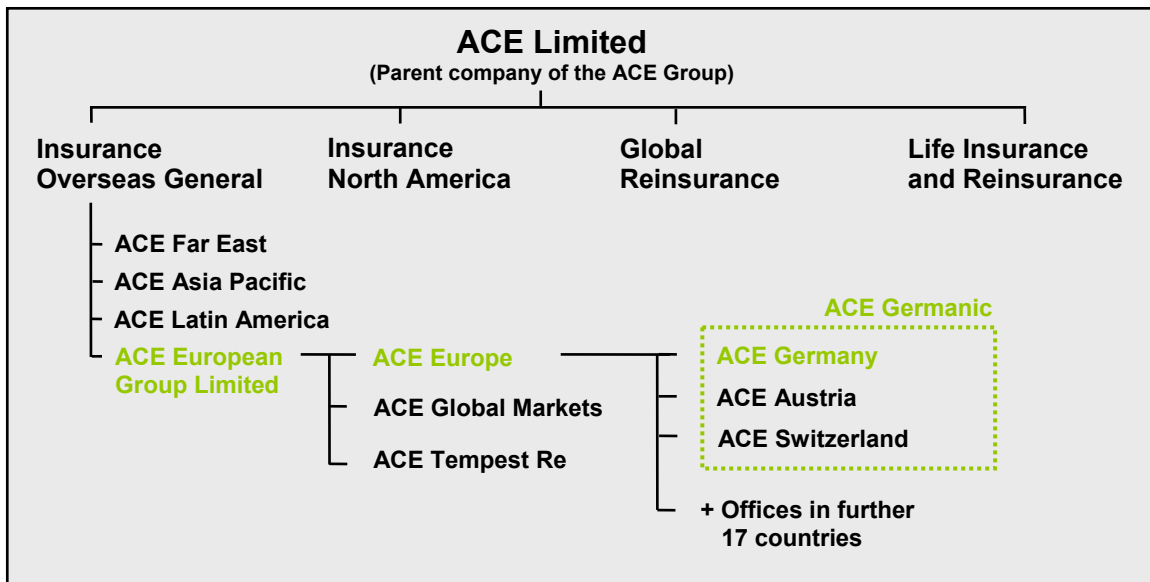 ACE Limited
(Parent company of the ACE Group)
Insurance
Overseas General
Insurance
North America
Global
Reinsurance
Life Insurance
and Reinsurance
ACE Far East
ACE Asia Pacific
ACE Latin America
ACE European
Group Limited
ACE Europe
ACE Global Markets
ACE Tempest Re
ACE Germanic
ACE Germany
ACE Austria
ACE Switzerland
+ Offices in further
17 countries